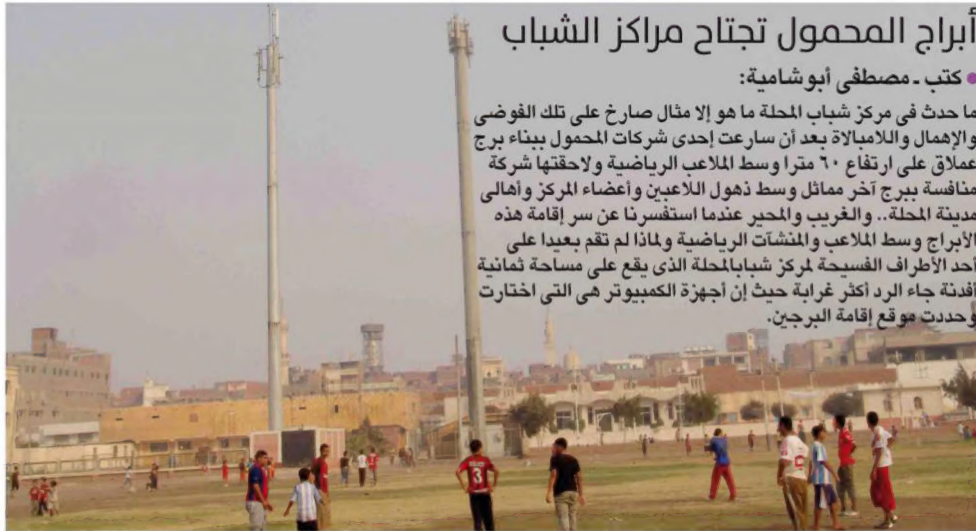 أبراج المحمول تجتاح مراكز الشباب
● كتب ـ مصطفى أبو شامية:
ما حدث فى مركز شباب المحلة ما هو إلا مثال صارخ على تلك الفوضى
والإهمال واللامبالاة بعد أن سارعت إحدى شركات المحمول ببناء برج
عملاق على ارتفاع ٦٠ مترا وسط الملاعب الرياضية ولاحقتها شركة
منافسة ببرج آخر مماثل وسط ذهول اللاعبين وأعضاء المركز وأهالى
مدينة المحلة.. والغريب والمحير عندما استفسرنا عن سر إقامة هذه
الأبراج وسط الملاعب والمنشآت الرياضية ولماذا لم تقم بعيدا على
أحد الأطراف الفسيحة لمركز شبابالمحلة الذى يقع على مساحة ثمانية
أفدنة جاء الرد أكثر غرابة حيث إن أجهزة الكمبيوتر هى التى اختارت
وحددت موقع إقامة البرجين.
3